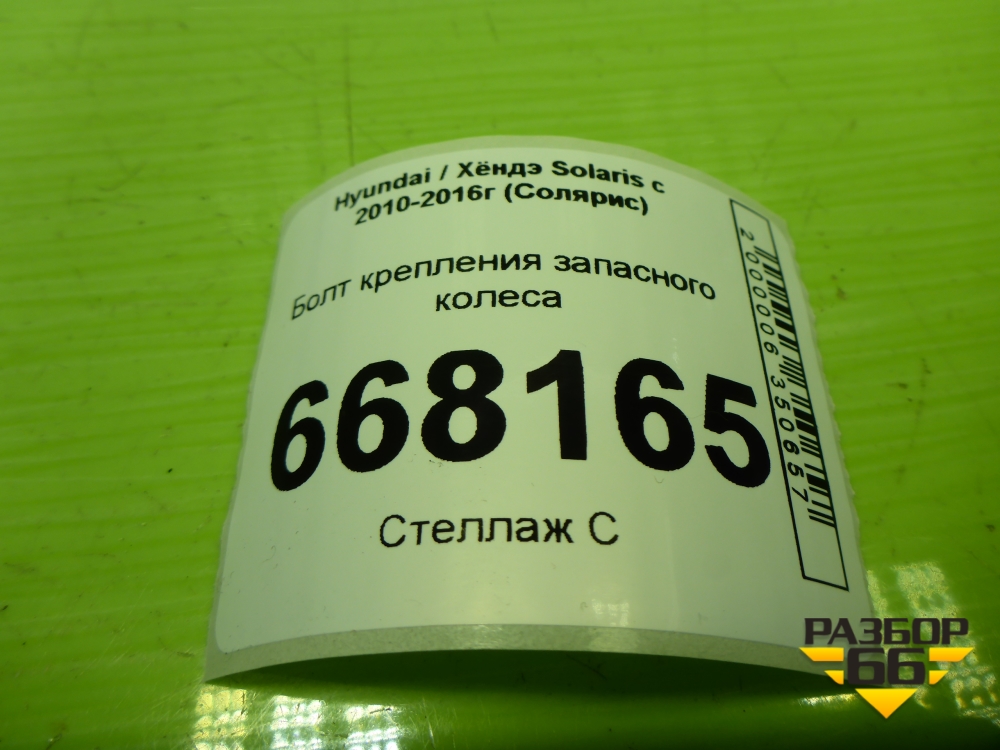 Hyundai / Хёндэ Solaris с
2010-2016г (Солярис)
Болт крепления запасного
колеса
668165
Стеллаж С
2000006350657
РАЗБОР
66